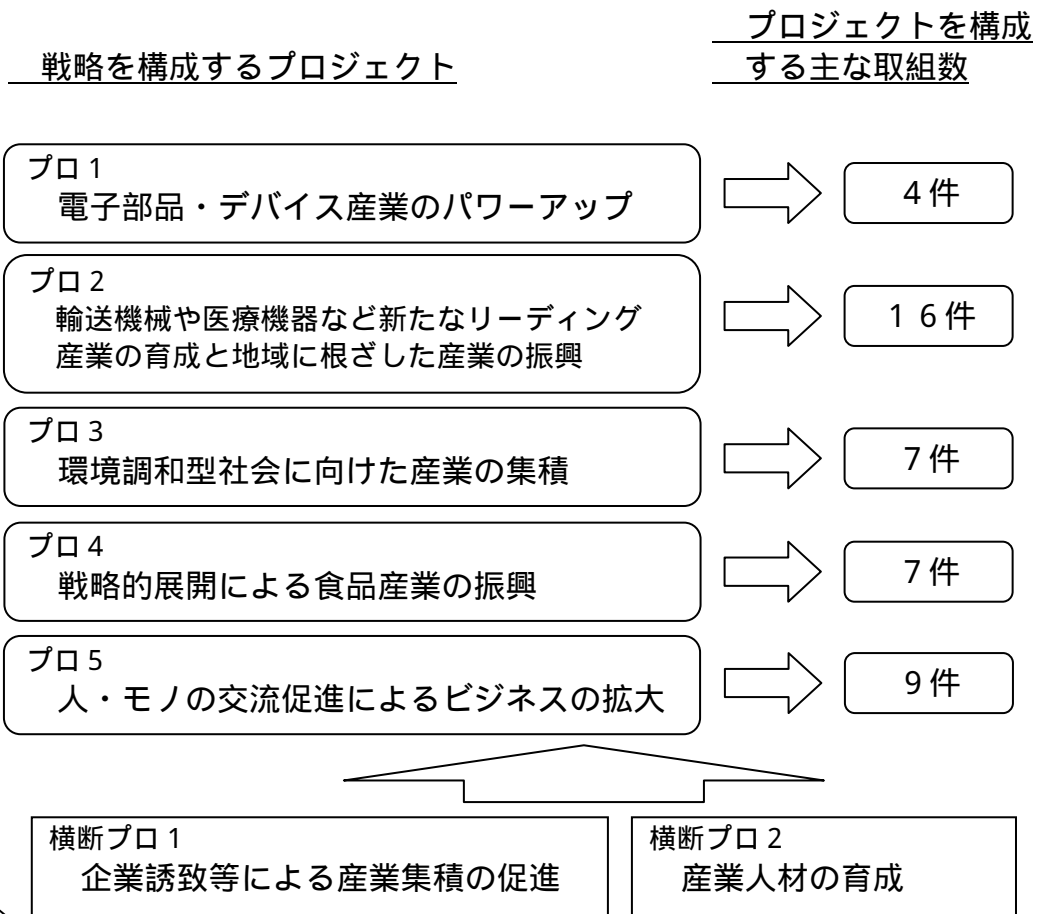 戦略を構成するプロジェクト
プロジェクトを構成
する主な取組数
プロ1
電子部品・デバイス産業のパワーアップ
4件
プロ2
輸送機械や医療機器など新たなリーディング
産業の育成と地域に根ざした産業の振興
16件
プロ3
環境調和型社会に向けた産業の集積
7件
プロ4
戦略的展開による食品産業の振興
7件
プロ5
人・モノの交流促進によるビジネスの拡大
9件
横断プロ1
企業誘致等による産業集積の促進
横断プロ2
産業人材の育成